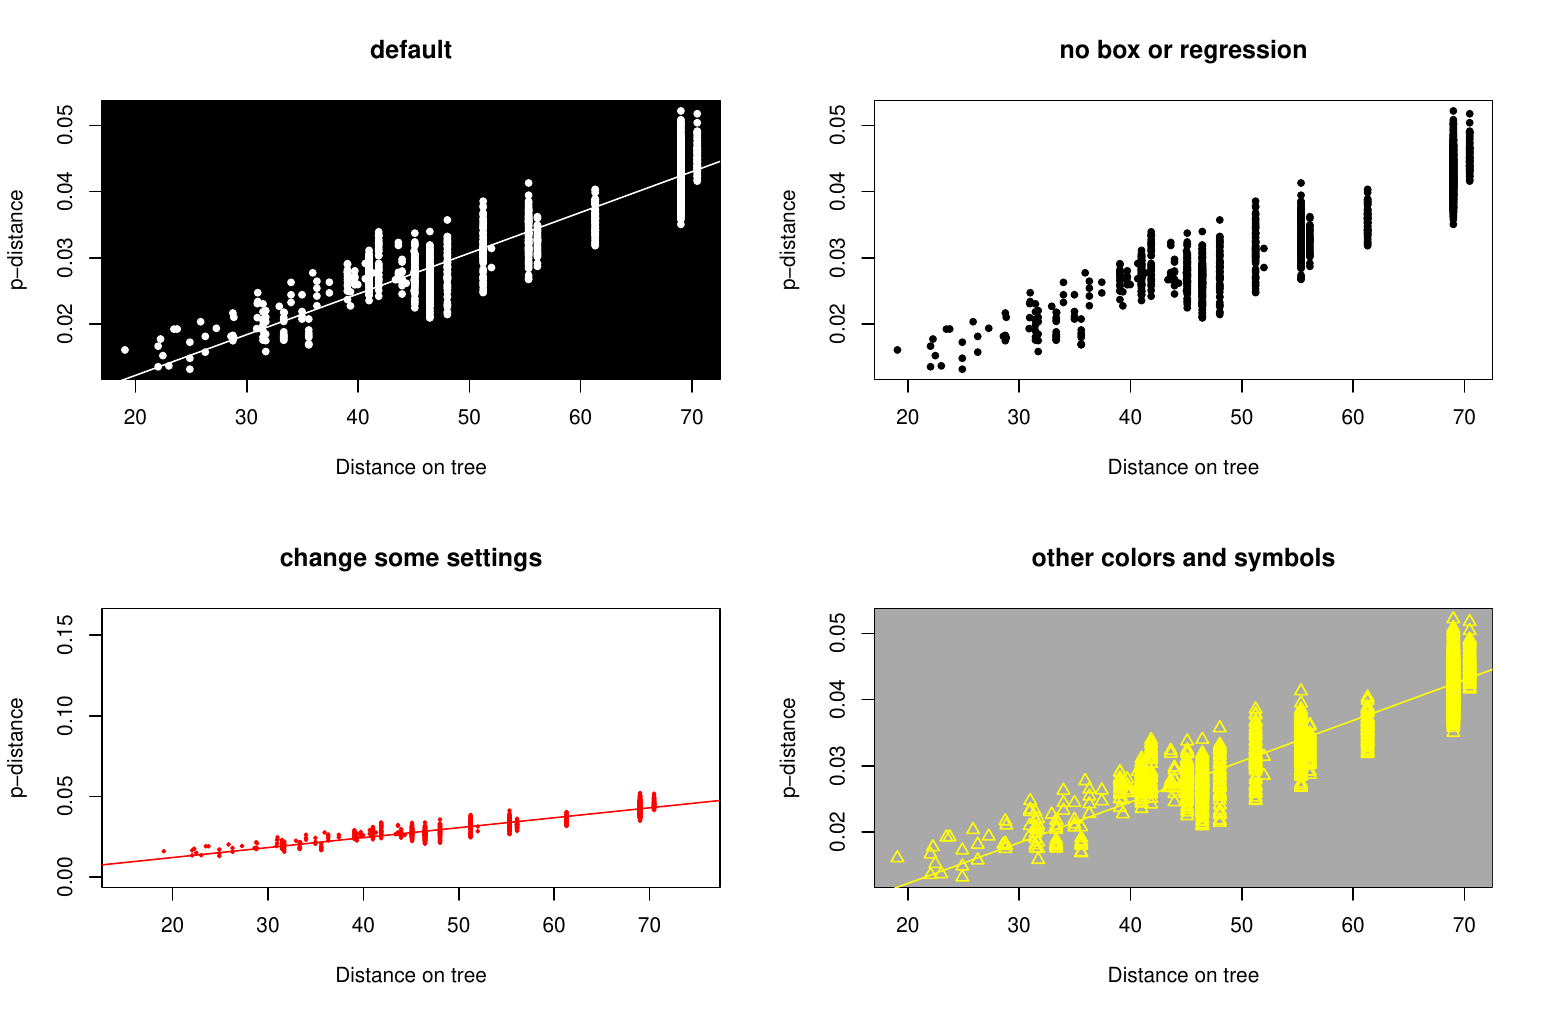 default
0.05
0.04
0.03
0.02
p−distance
20 30 40 50 60 70
Distance on tree
no box or regression
0.05
0.04
0.03
0.02
p−distance
20 30 40 50 60 70
Distance on tree
change some settings
0.15
0.10
0.05
0.00
p−distance
20 30 40 50 60 70
Distance on tree
other colors and symbols
0.05
0.04
0.03
0.02
p−distance
20 30 40 50 60 70
Distance on tree